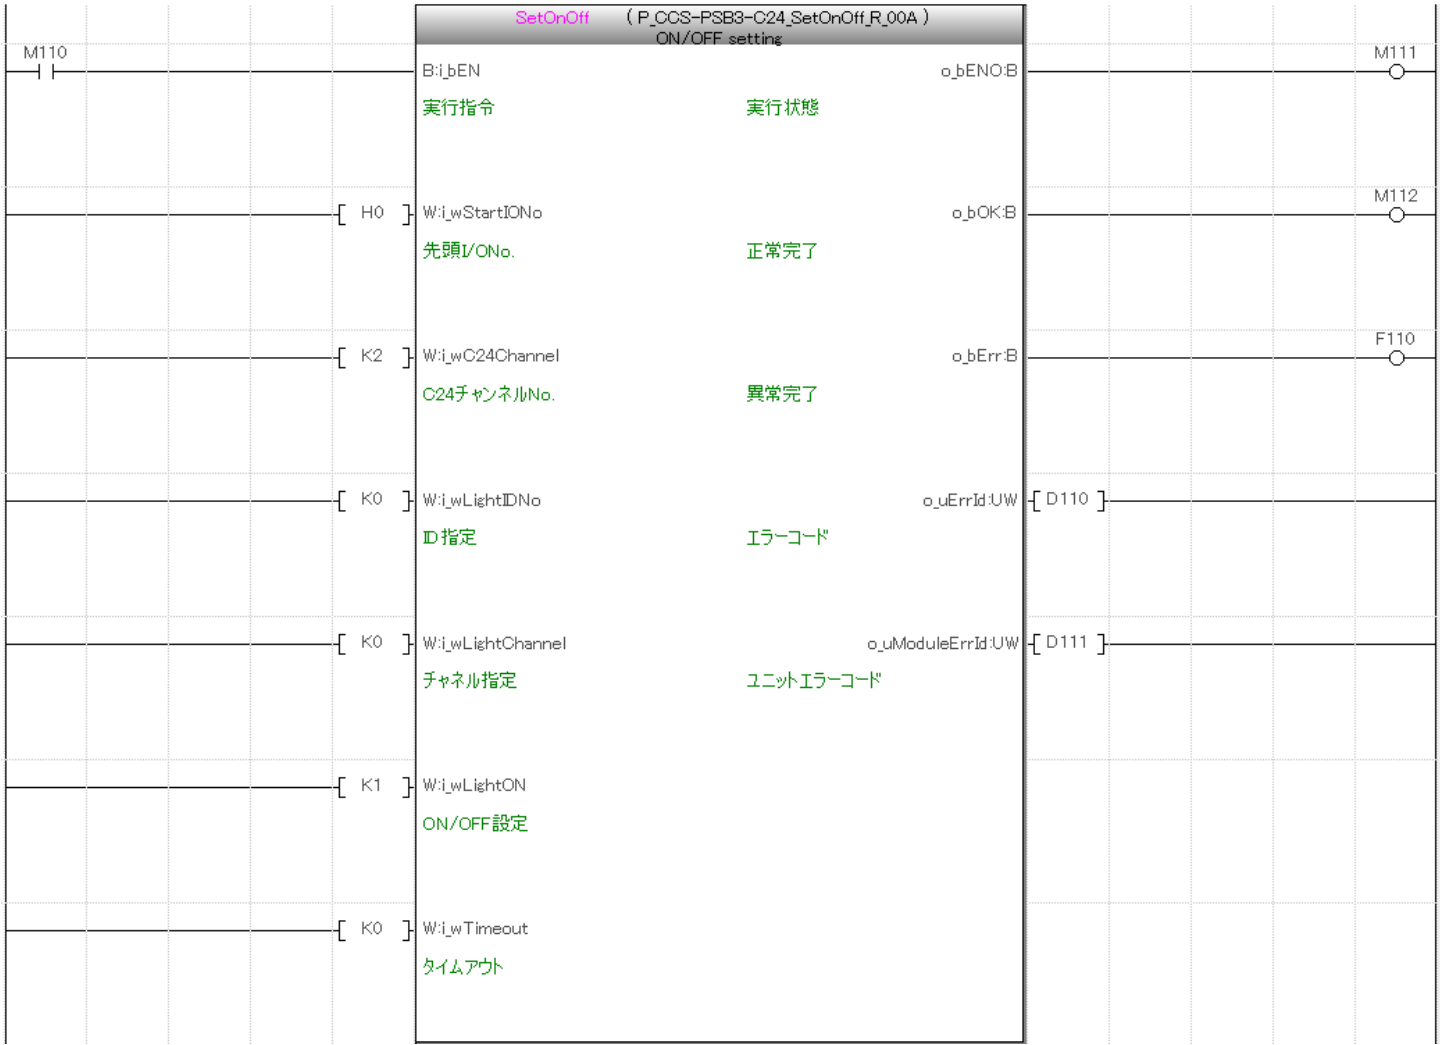 SetOnOff (P_CCS-PSB3-C24_SetOnOff_R_00A)
ON/OFF setting
M110 B:i_bEN o_bENO:B M111
実行指令 実行状態
H0 W:i_wStartIONo o_bOK:B M112
先頭I/ONo. 正常完了
K2 W:i_wC24Channel o_bErr:B F110
C24チャンネルNo. 異常完了
K0 W:i_wLightIDNo o_uErrId:UW D110
ID指定 エラーコード
K0 W:i_wLightChannel o_uModuleErrId:UW D111
チャネル指定 ユニットエラーコード
K1 W:i_wLightON
ON/OFF設定
K0 W:i_wTimeout
タイムアウト